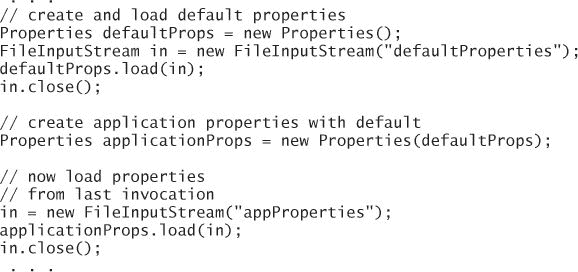 . . .
// create and load default properties
Properties defaultProps = new Properties();
FileInputStream in = new FileInputStream("defaultProperties");
defaultProps.load(in);
in.close();

// create application properties with default
Properties applicationProps = new Properties(defaultProps);

// now load properties
// from last invocation
in = new FileInputStream("appProperties");
applicationProps.load(in);
in.close();
. . .